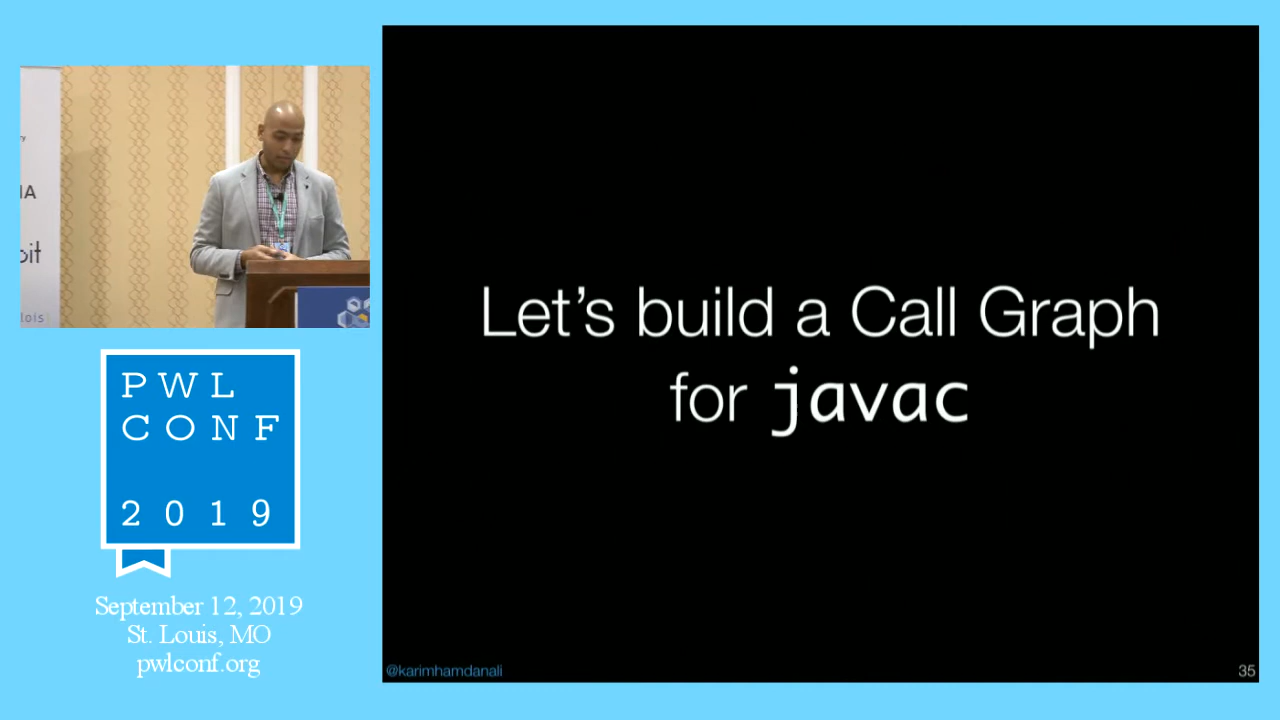 Let's build a Call Graph
for javac
@karimhamdanali
35
PWL
CONF
2019
September 12, 2019
St. Louis, MO
pwlconf.org